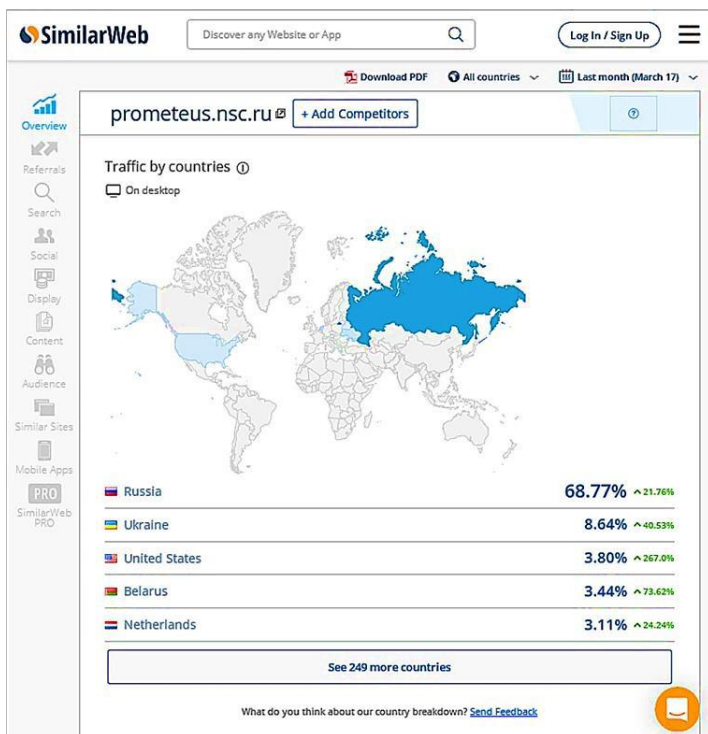 SimilarWeb
Discover any Website or App
Log In / Sign Up
Download PDF
All countries
Last month (March 17)
Overview
Referrals
Search
Social
Display
Content
Audience
Similar Sites
Mobile Apps
PRO
SimilarWeb
PRO
prometeus.nsc.ru
+ Add Competitors
Traffic by countries
On desktop
Russia 68.77% 21.76%
Ukraine 8.64% 40.53%
United States 3.80% 267.0%
Belarus 3.44% 73.62%
Netherlands 3.11% 24.24%
See 249 more countries
What do you think about our country breakdown? Send Feedback